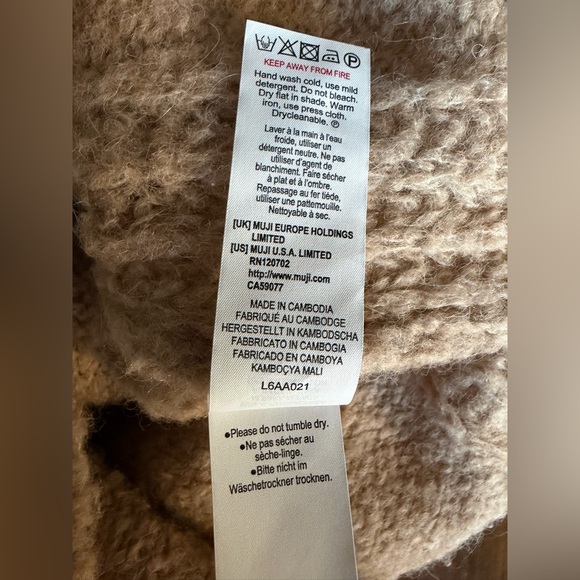 KEEP AWAY FROM FIRE
Hand wash cold, use mild
detergent. Do not bleach.
Dry flat in shade. Warm
iron, use press cloth.
Drycleanable. Ⓟ
Laver à la main à l'eau
froide, utiliser un
détergent neutre. Ne pas
utiliser d'agent de
blanchiment. Faire sécher
à plat et à l'ombre.
Repassage au fer tiède,
utiliser une pattemouille.
Nettoyable à sec.
[UK] MUJI EUROPE HOLDINGS
LIMITED
[US] MUJI U.S.A. LIMITED
RN120702
http://www.muji.com
CA59077
MADE IN CAMBODIA
FABRIQUÉ AU CAMBODGE
HERGESTELLT IN KAMBODSCHA
FABBRICATO IN CAMBOGIA
FABRICADO EN CAMBOYA
KAMBOÇYA MALI
L6AA021
●Please do not tumble dry.
●Ne pas sécher au
sèche-linge.
●Bitte nicht im
Wäschetrockner trocknen.